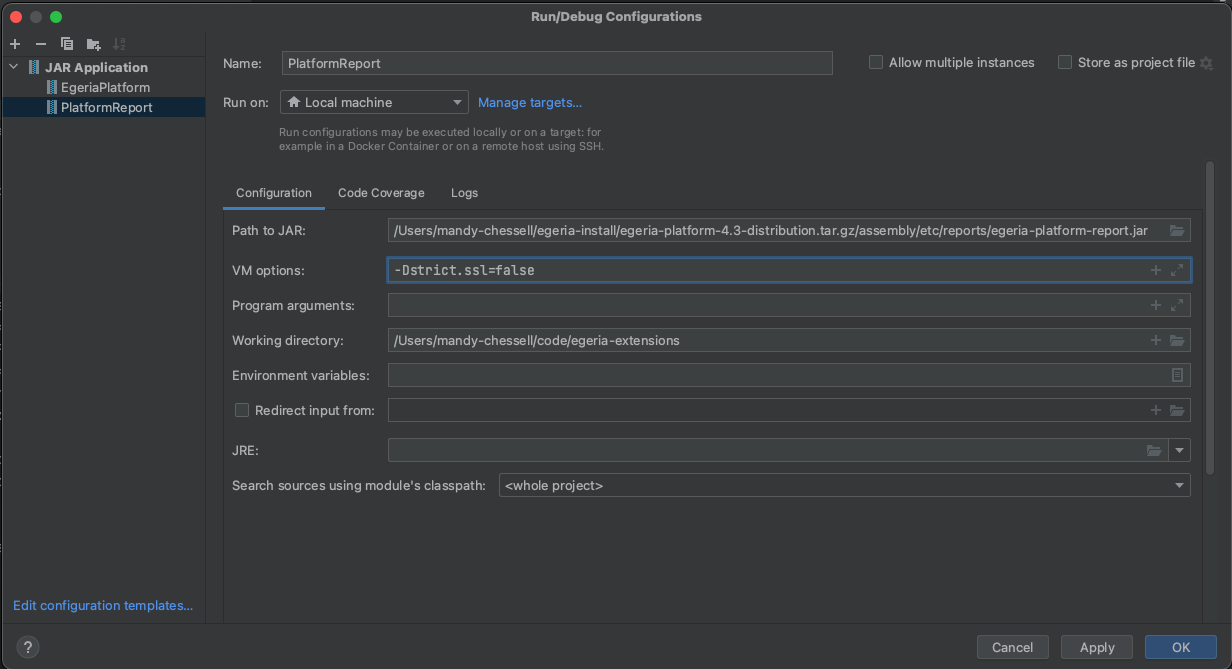 Run/Debug Configurations
JAR Application
EgeriaPlatform
PlatformReport
Edit configuration templates...
Name: PlatformReport
Allow multiple instances
Store as project file
Run on: Local machine
Manage targets...
Run configurations may be executed locally or on a target: for
example in a Docker Container or on a remote host using SSH.
Configuration Code Coverage Logs
Path to JAR: /Users/mandy-chessell/egeria-install/egeria-platform-4.3-distribution.tar.gz/assembly/etc/reports/egeria-platform-report.jar
VM options: -Dstrict.ssl=false
Program arguments:
Working directory: /Users/mandy-chessell/code/egeria-extensions
Environment variables:
Redirect input from:
JRE:
Search sources using module's classpath: <whole project>
? Cancel Apply OK